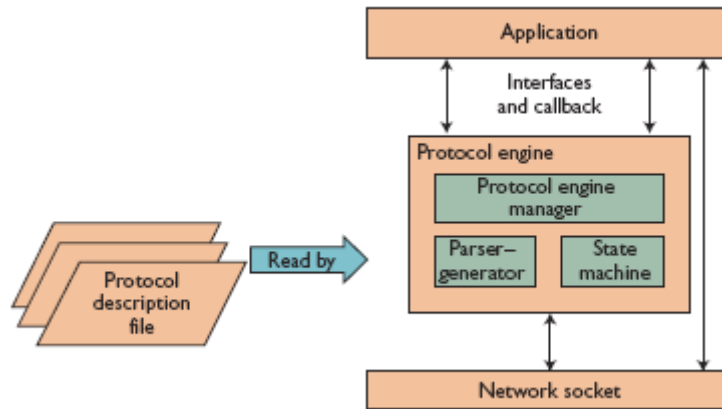 Application
Interfaces
and callback
Protocol engine
Protocol engine
manager
Parser–
generator
State
machine
Read by
Protocol
description
file
Network socket